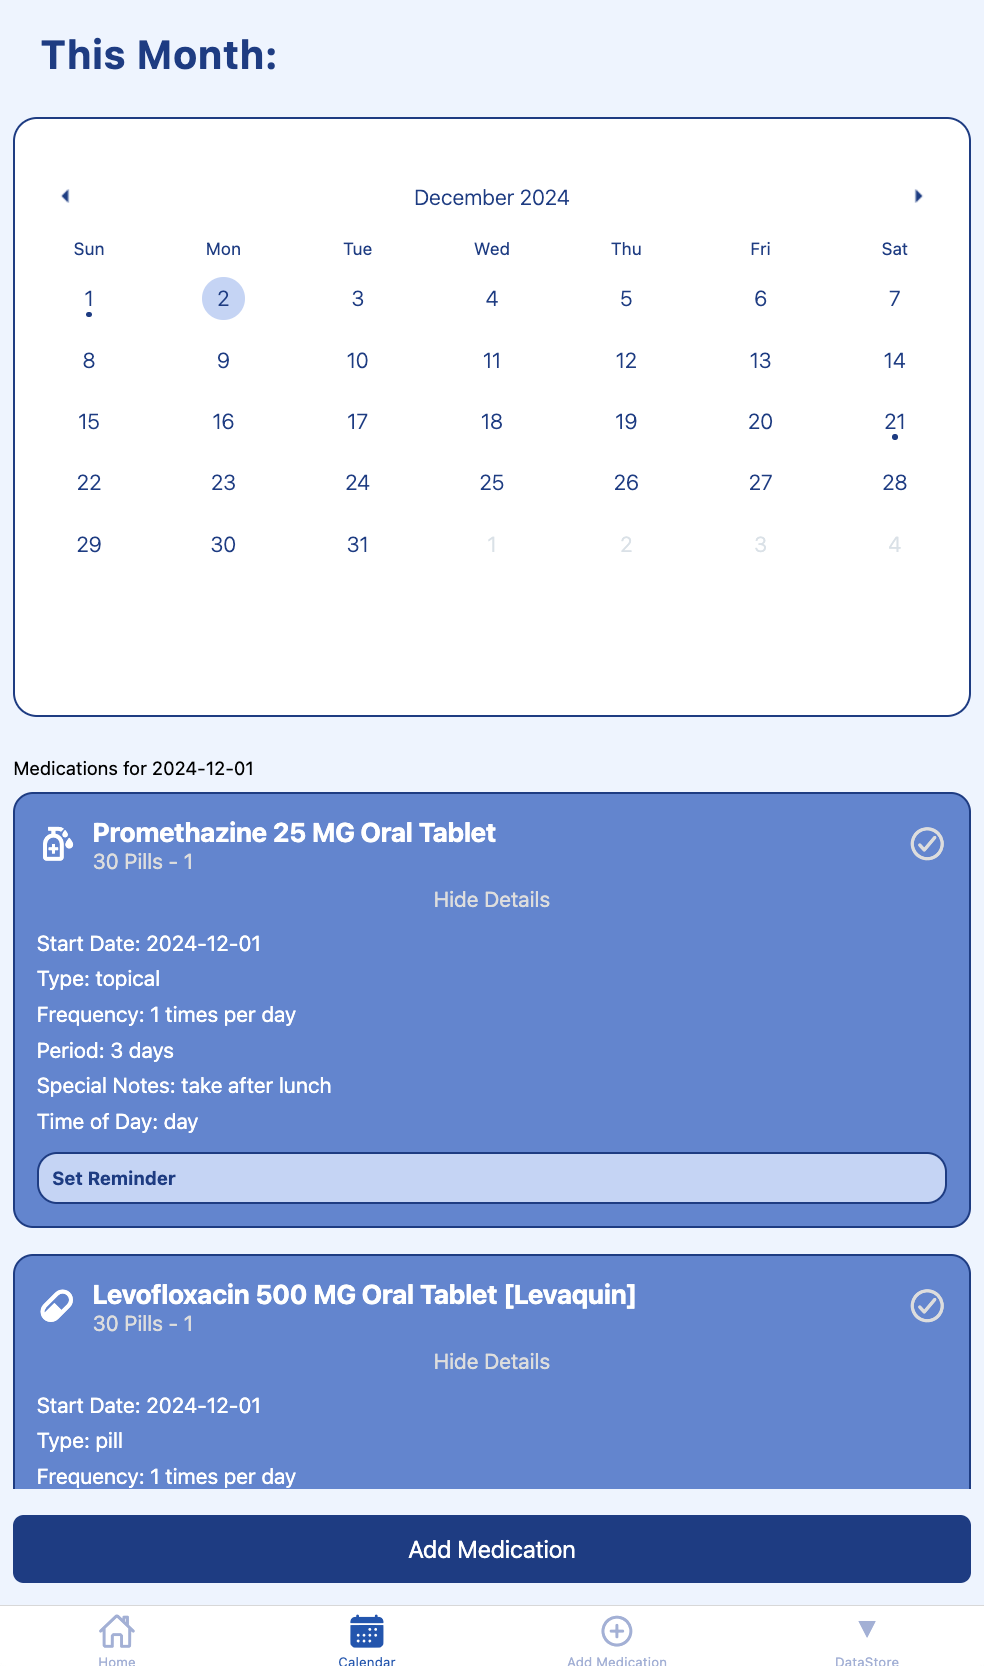 This Month:
December 2024
Sun Mon Tue Wed Thu Fri Sat
1 2 3 4 5 6 7
8 9 10 11 12 13 14
15 16 17 18 19 20 21
22 23 24 25 26 27 28
29 30 31 1 2 3 4
Medications for 2024-12-01
Promethazine 25 MG Oral Tablet
30 Pills - 1
Hide Details
Start Date: 2024-12-01
Type: topical
Frequency: 1 times per day
Period: 3 days
Special Notes: take after lunch
Time of Day: day
Set Reminder
Levofloxacin 500 MG Oral Tablet [Levaquin]
30 Pills - 1
Hide Details
Start Date: 2024-12-01
Type: pill
Frequency: 1 times per day
Add Medication
Home Calendar Add Medication DataStore